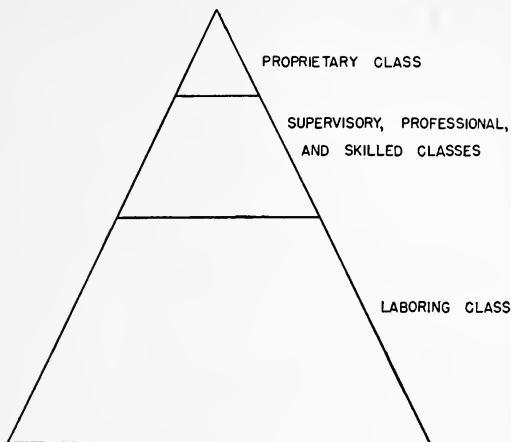 PROPRIETARY CLASS
SUPERVISORY, PROFESSIONAL,
AND SKILLED CLASSES
LABORING CLASS